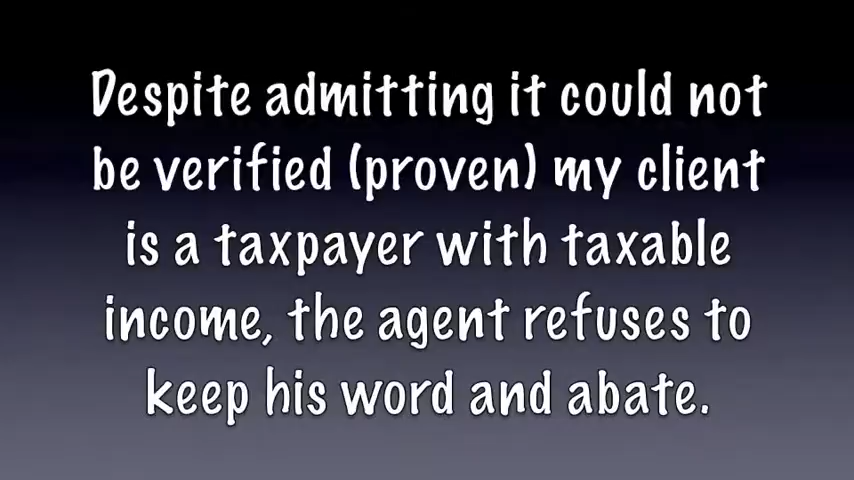 Despite admitting it could not
be verified (proven) my client
is a taxpayer with taxable
income, the agent refuses to
keep his word and abate.